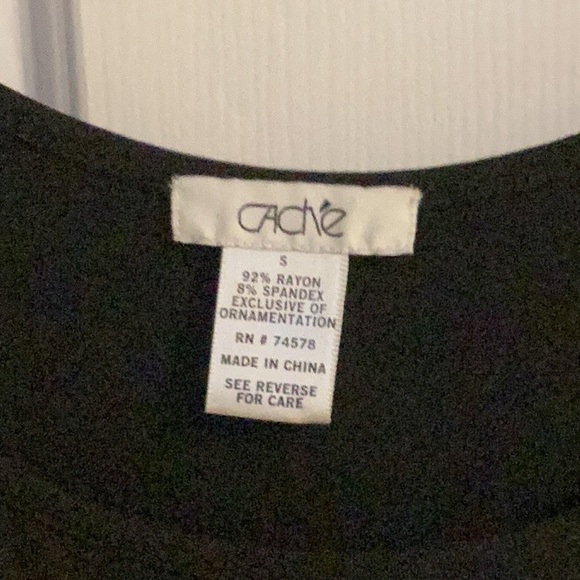 Caché
S
92% RAYON
8% SPANDEX
EXCLUSIVE OF
ORNAMENTATION
RN # 74578
MADE IN CHINA
SEE REVERSE
FOR CARE